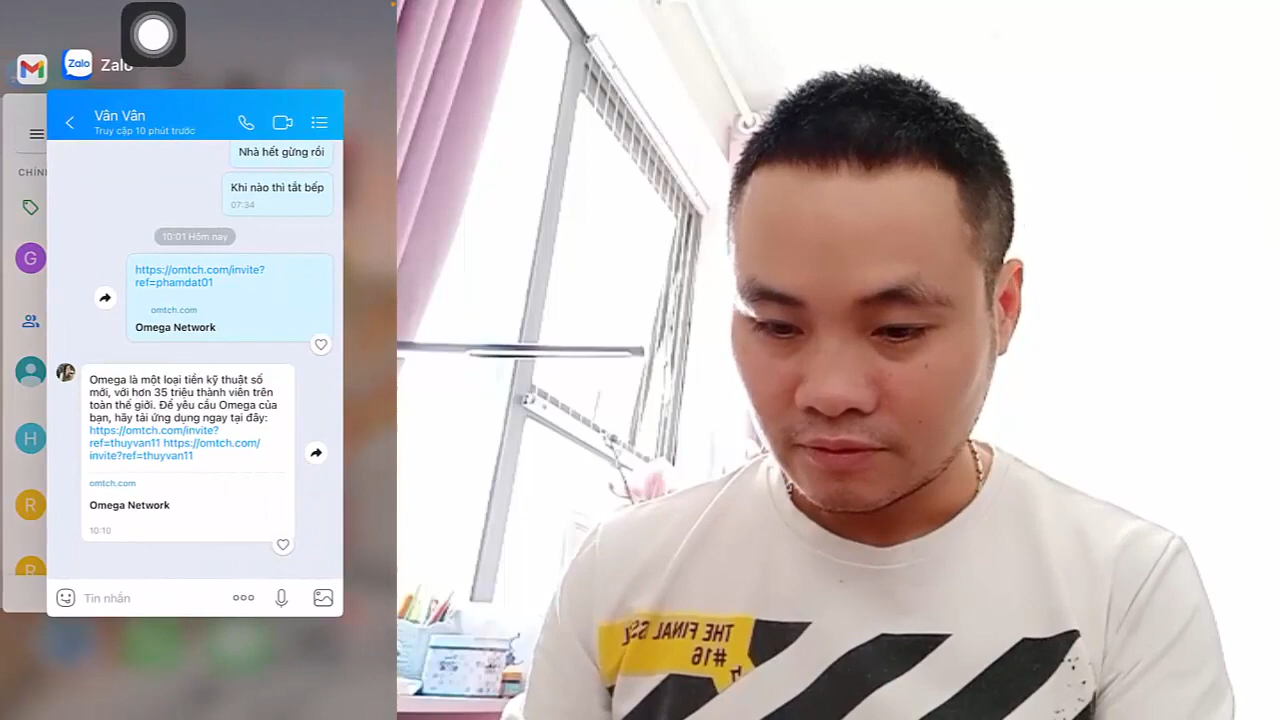 Zalo
Zalo
Vân Vân
Truy cập 10 phút trước
Nhà hết gừng rồi
Khi nào thì tắt bếp
07:34
10:01 Hôm nay
https://omtch.com/invite?
ref=phamdat01
omtch.com
Omega Network
Omega là một loại tiền kỹ thuật số
mới, với hơn 35 triệu thành viên trên
toàn thế giới. Để yêu cầu Omega của
bạn, hãy tải ứng dụng ngay tại đây:
https://omtch.com/invite?
ref=thuyvan11 https://omtch.com/
invite?ref=thuyvan11
omtch.com
Omega Network
10:10
Tin nhắn
CHÍN
G
H
R
R
THE FINAL
#16